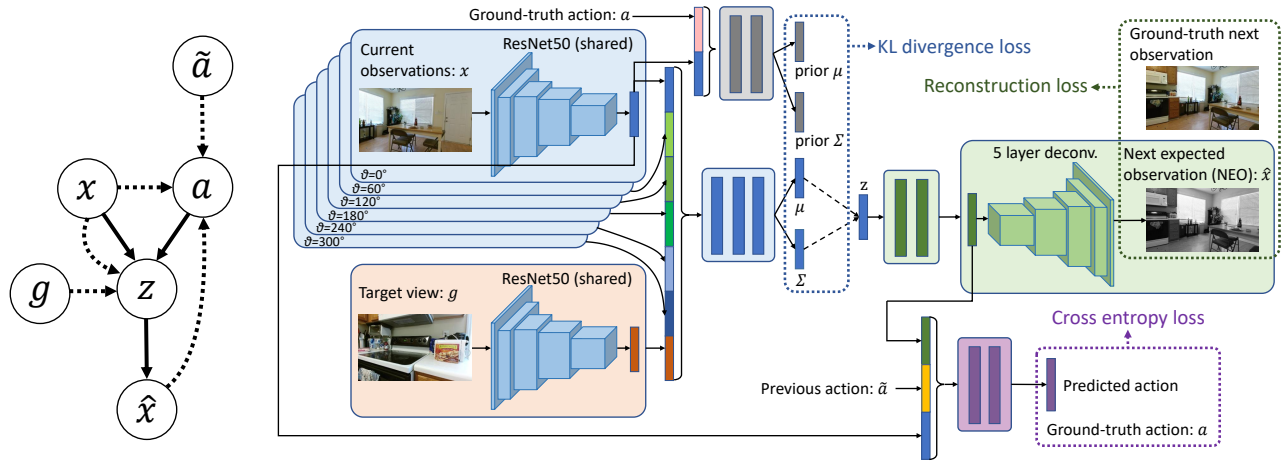 ã
x
a
g
z
x̂
Ground-truth action: a
ResNet50 (shared)
Current
observations: x
ϑ=0°
ϑ=60°
ϑ=120°
ϑ=180°
ϑ=240°
ϑ=300°
ResNet50 (shared)
Target view: g
prior μ
prior Σ
μ
Σ
KL divergence loss
z
Ground-truth next
observation
Reconstruction loss
5 layer deconv.
Next expected
observation (NEO): x̂
Cross entropy loss
Previous action: ã
Predicted action
Ground-truth action: a